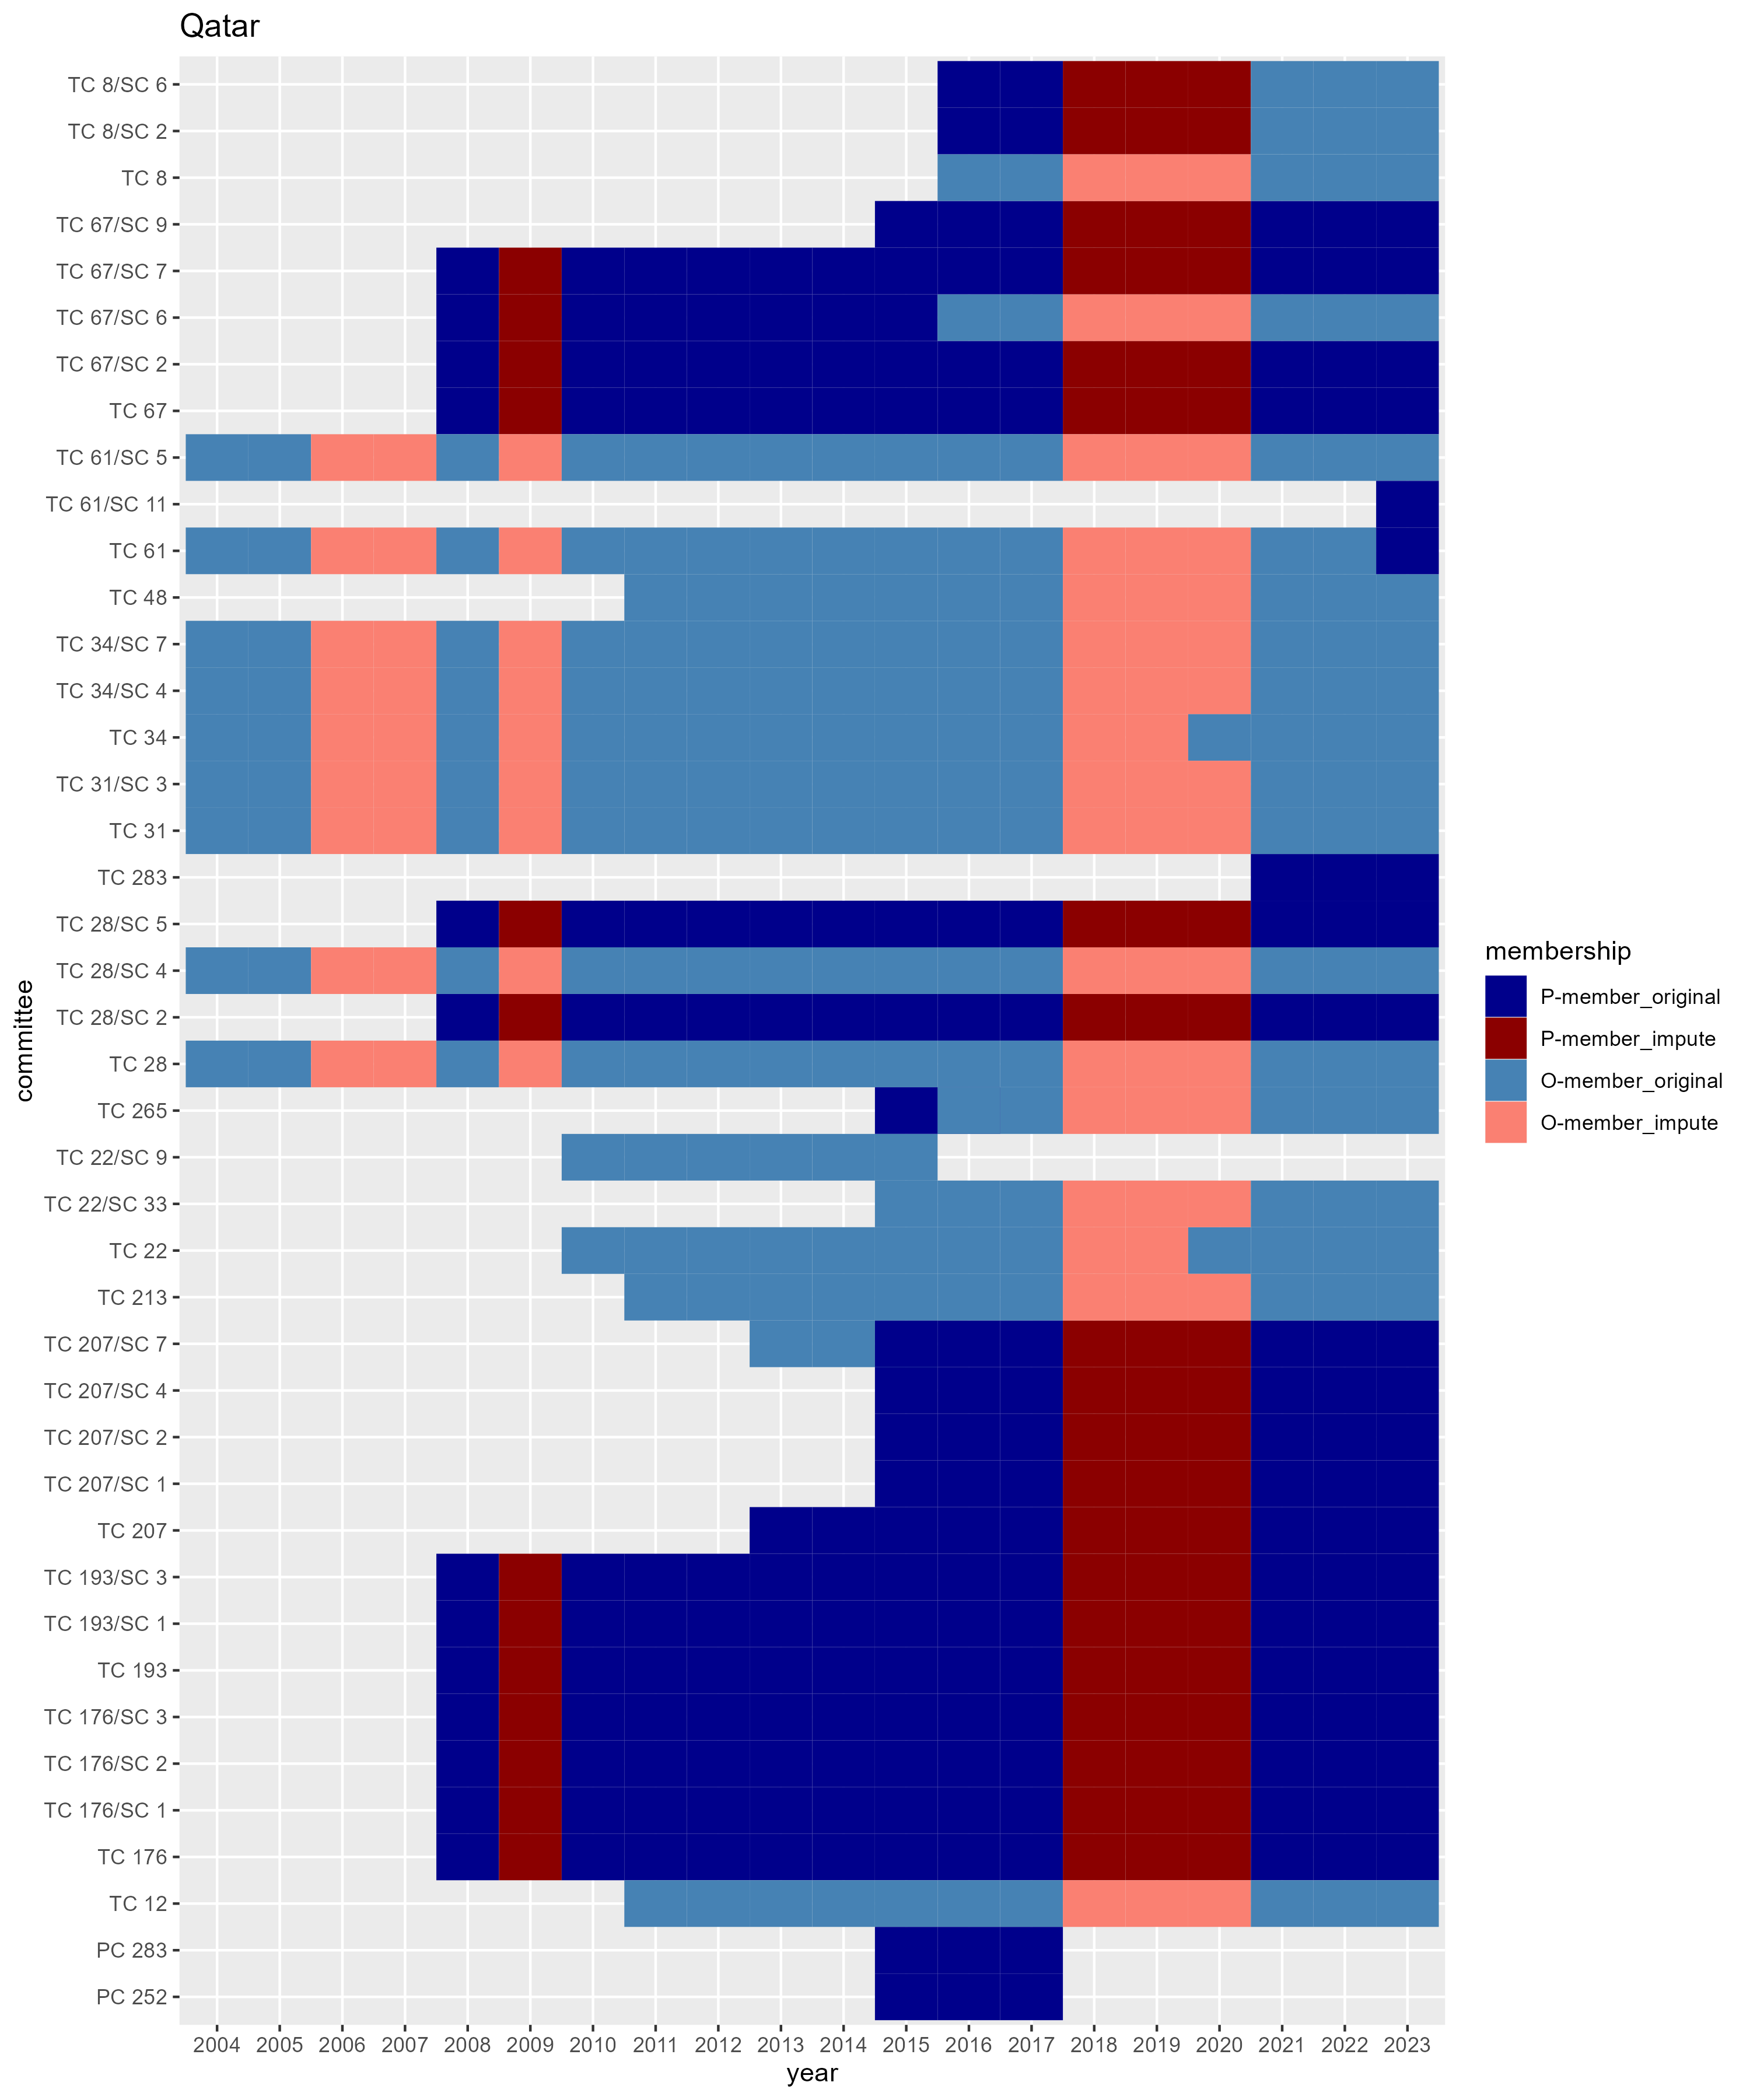 Qatar
TC 8/SC 6
TC 8/SC 2
TC 8
TC 67/SC 9
TC 67/SC 7
TC 67/SC 6
TC 67/SC 2
TC 67
TC 61/SC 5
TC 61/SC 11
TC 61
TC 48
TC 34/SC 7
TC 34/SC 4
TC 34
TC 31/SC 3
TC 31
TC 283
TC 28/SC 5
TC 28/SC 4
TC 28/SC 2
TC 28
TC 265
TC 22/SC 9
TC 22/SC 33
TC 22
TC 213
TC 207/SC 7
TC 207/SC 4
TC 207/SC 2
TC 207/SC 1
TC 207
TC 193/SC 3
TC 193/SC 1
TC 193
TC 176/SC 3
TC 176/SC 2
TC 176/SC 1
TC 176
TC 12
PC 283
PC 252
committee
2004 2005 2006 2007 2008 2009 2010 2011 2012 2013 2014 2015 2016 2017 2018 2019 2020 2021 2022 2023
year
membership
P-member_original
P-member_impute
O-member_original
O-member_impute